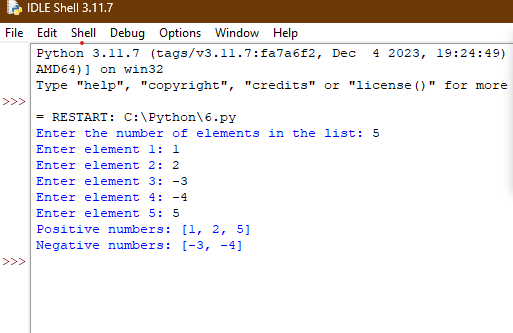 IDLE Shell 3.11.7
File Edit Shell Debug Options Window Help
Python 3.11.7 (tags/v3.11.7:fa7a6f2, Dec  4 2023, 19:24:49)
AMD64)] on win32
Type "help", "copyright", "credits" or "license()" for more
>>>
= RESTART: C:\Python\6.py
Enter the number of elements in the list: 5
Enter element 1: 1
Enter element 2: 2
Enter element 3: -3
Enter element 4: -4
Enter element 5: 5
Positive numbers: [1, 2, 5]
Negative numbers: [-3, -4]
>>>